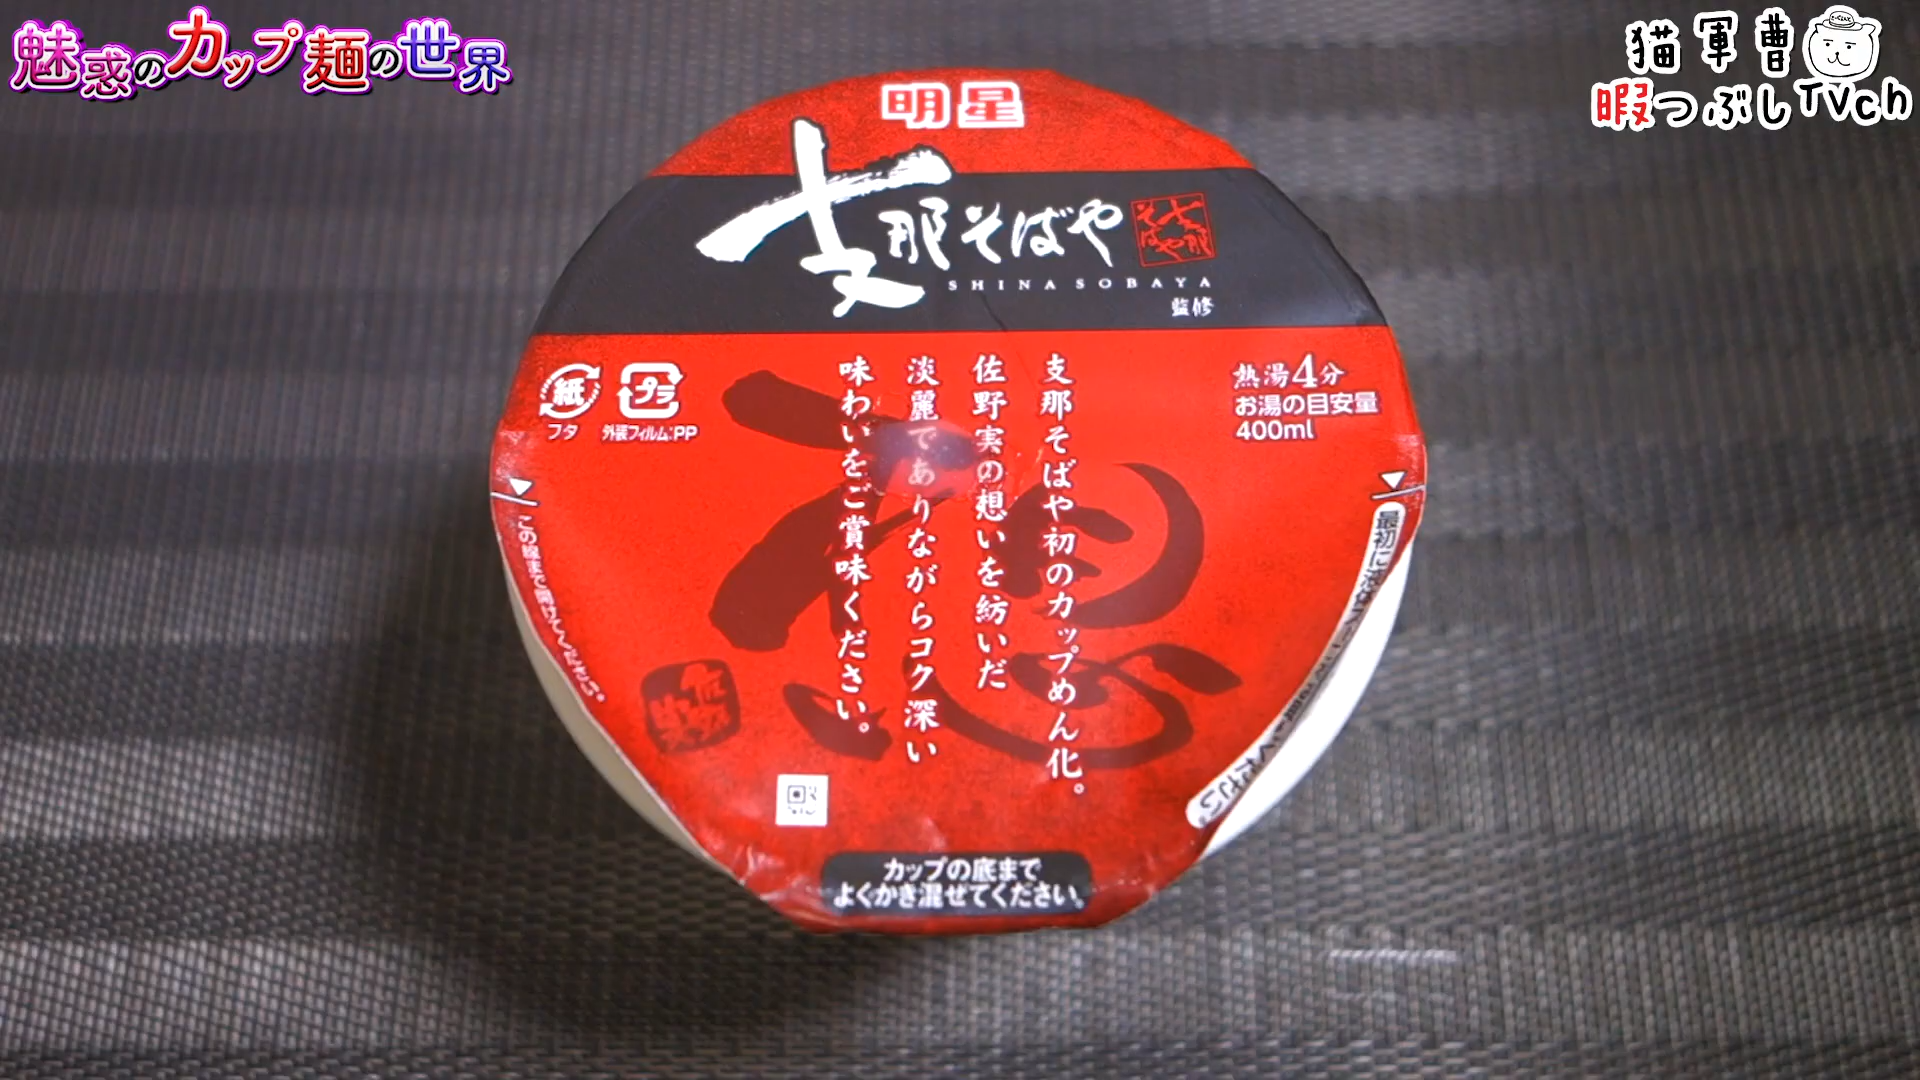 魅惑のカップ麺の世界
猫軍曹
暇つぶしTVch
明星
支那そばや
支那そばや
SHINA SOBAYA
監修
紙
フタ
プラ
外装フィルム:PP
熱湯4分
お湯の目安量
400ml
支那そばや初のカップめん化。
佐野実の想いを紡いだ
淡麗でありながらコク深い
味わいをご賞味ください。
想
この線まで開けてください。
カップの底まで
よくかき混ぜてください。